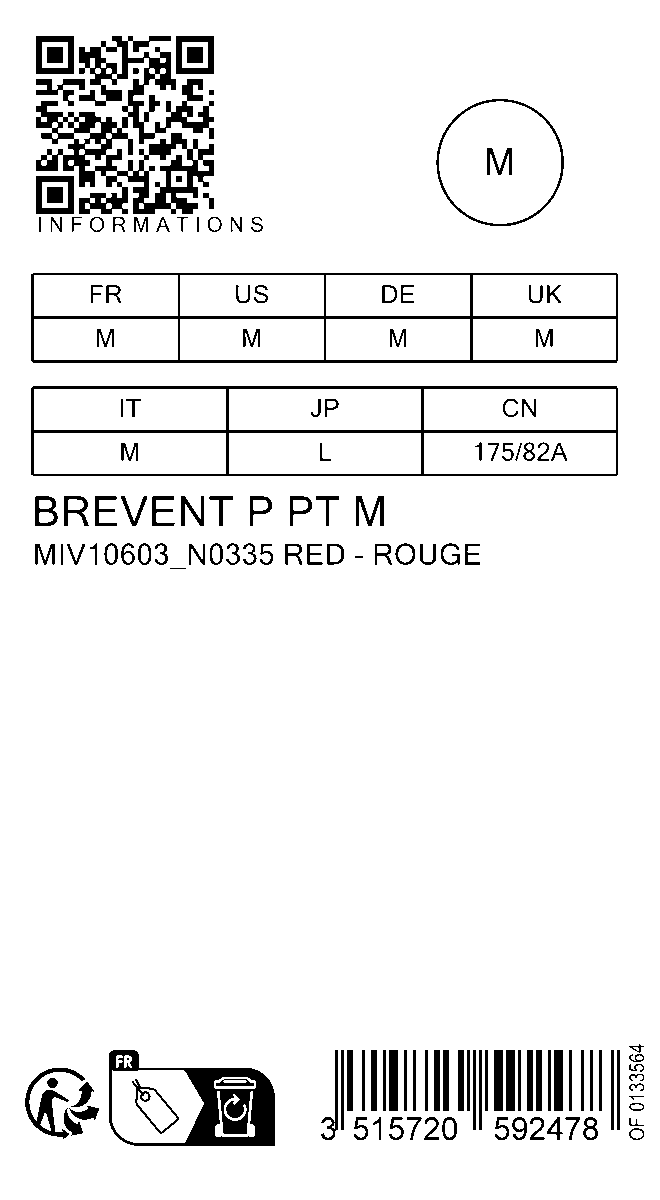 INFORMATIONS
M
FR US DE UK
M M M M
IT JP CN
M L 175/82A
BREVENT P PT M
MIV10603_N0335 RED - ROUGE
FR
3 515720 592478
OF 0133564